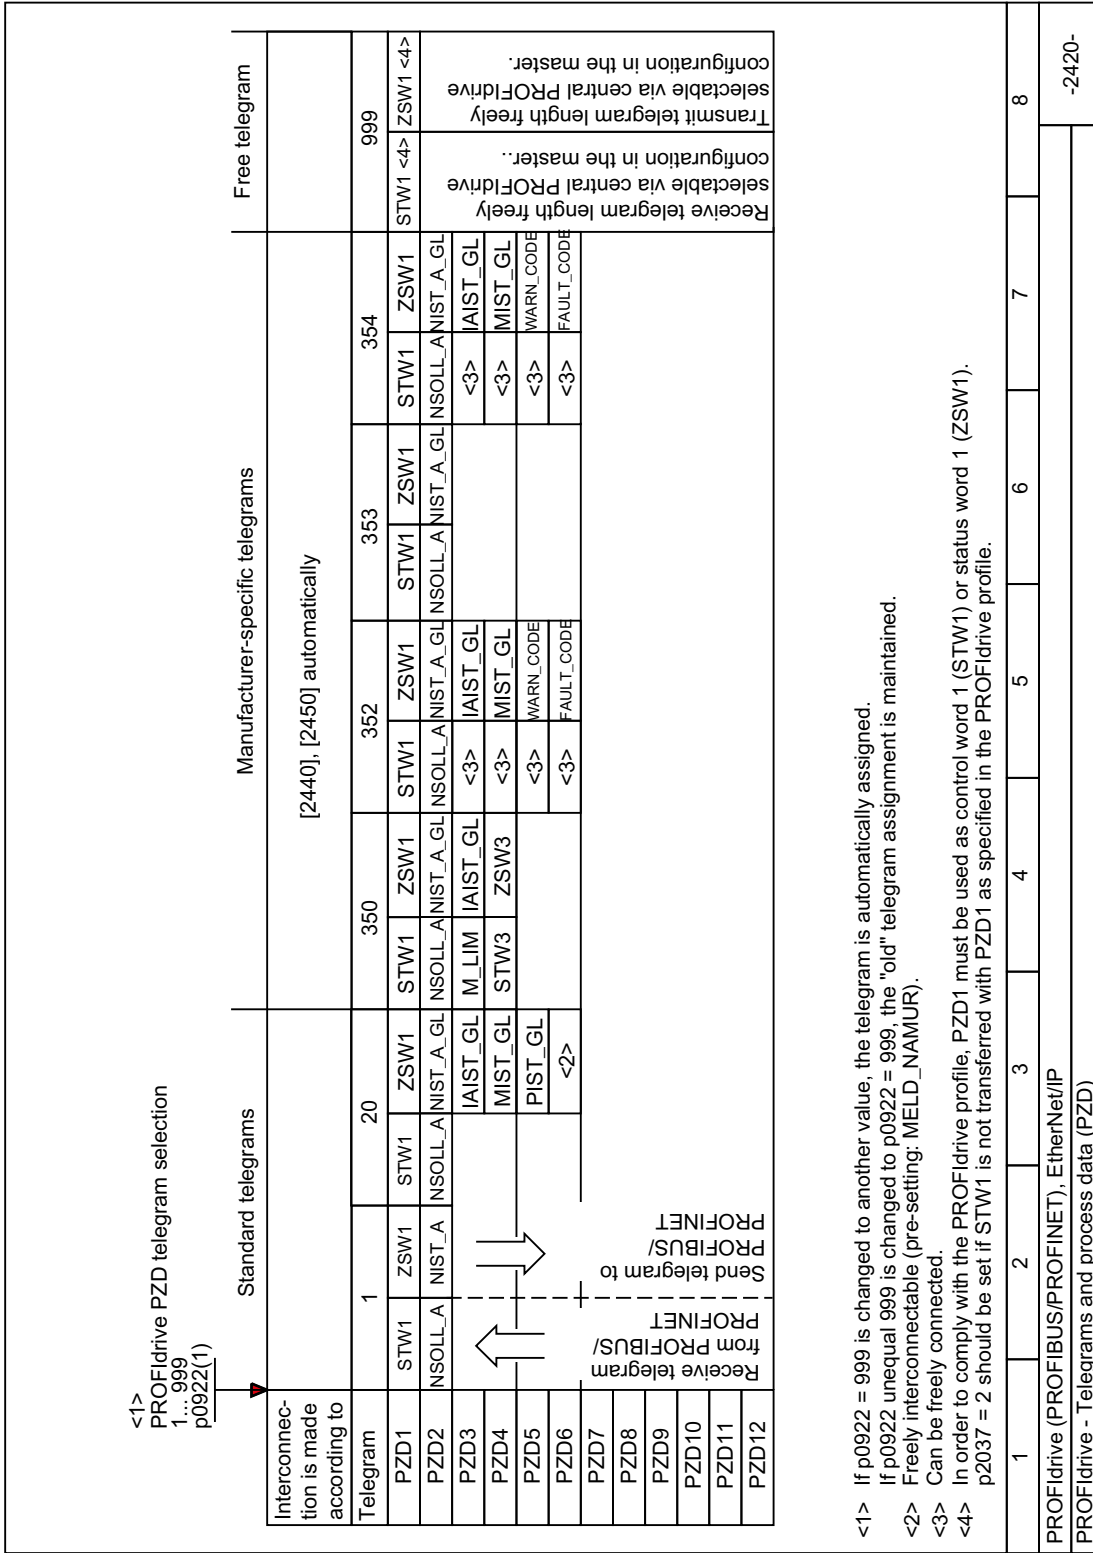 <1>
PROFIdrive PZD telegram selection
1... 999
p0922(1)
Standard telegrams
Manufacturer-specific telegrams
Free telegram
Interconnec-
tion is made
according to
[2440], [2450] automatically
Telegram 1 20 350 352 353 354 999
PZD1 STW1 ZSW1 STW1 ZSW1 STW1 ZSW1 STW1 ZSW1 STW1 ZSW1 STW1 ZSW1 STW1 <4> ZSW1 <4>
PZD2 NSOLL_A NIST_A NSOLL_A NIST_A_GL NSOLL_A NIST_A_GL NSOLL_A NIST_A_GL NSOLL_A NIST_A_GL NSOLL_A NIST_A_GL
PZD3 IAIST_GL M_LIM IAIST_GL <3> IAIST_GL <3> IAIST_GL
PZD4 MIST_GL STW3 ZSW3 <3> MIST_GL <3> MIST_GL
PZD5 PIST_GL <3> WARN_CODE <3> WARN_CODE
PZD6 <2> <3> FAULT_CODE <3> FAULT_CODE
PZD7
PZD8
PZD9
PZD10
PZD11
PZD12
Receive telegram
from PROFIBUS/
PROFINET
Send telegram to
PROFIBUS/
PROFINET
Receive telegram length freely
selectable via central PROFIdrive
configuration in the master..
Transmit telegram length freely
selectable via central PROFIdrive
configuration in the master.
<1> If p0922 = 999 is changed to another value, the telegram is automatically assigned.
If p0922 unequal 999 is changed to p0922 = 999, the "old" telegram assignment is maintained.
<2> Freely interconnectable (pre-setting: MELD_NAMUR).
<3> Can be freely connected.
<4> In order to comply with the PROFIdrive profile, PZD1 must be used as control word 1 (STW1) or status word 1 (ZSW1).
p2037 = 2 should be set if STW1 is not transferred with PZD1 as specified in the PROFIdrive profile.
1 2 3 4 5 6 7 8
PROFIdrive (PROFIBUS/PROFINET), EtherNet/IP
-2420-
PROFIdrive - Telegrams and process data (PZD)